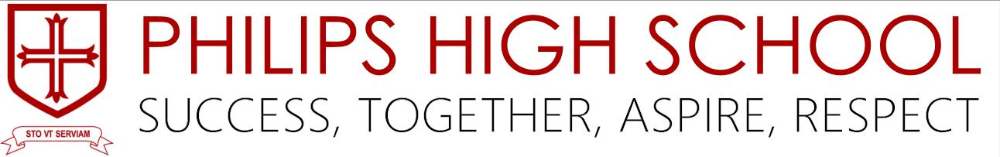 PHILIPS HIGH SCHOOL
SUCCESS, TOGETHER, ASPIRE, RESPECT
STO VT SERVIAM